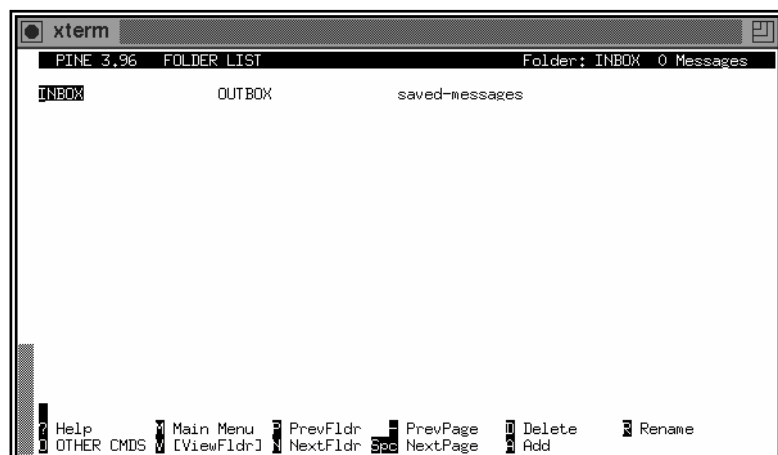 xterm
PINE 3.96 FOLDER LIST Folder: INBOX 0 Messages
INBOX OUTBOX saved-messages
? Help M Main Menu P PrevFldr - PrevPage D Delete R Rename
O OTHER CMDS V [ViewFldr] N NextFldr Spc NextPage A Add